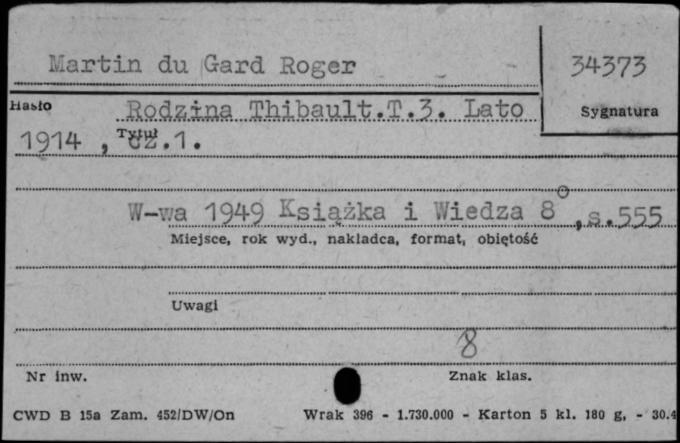 Martin du Gard Roger
34373
Hasło
Rodzina Thibault.T.3. Lato
Sygnatura
Tytuł
1914 , cz.1.
W-wa 1949 Książka i Wiedza 8° ,s.555
Miejsce, rok wyd., nakładca, format, objętość
Uwagi
8
Nr inw.
Znak klas.
CWD B 15a Zam. 452/DW/On Wrak 396 - 1.730.000 - Karton 5 kl. 180 g, - 30.4